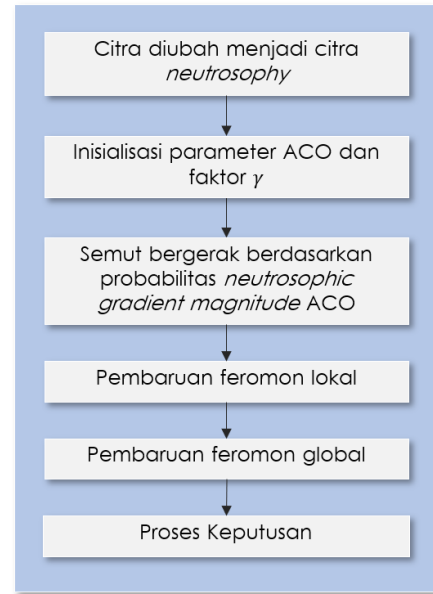 Citra diubah menjadi citra
neutrosophy
Inisialisasi parameter ACO dan
faktor γ
Semut bergerak berdasarkan
probabilitas neutrosophic
gradient magnitude ACO
Pembaruan feromon lokal
Pembaruan feromon global
Proses Keputusan